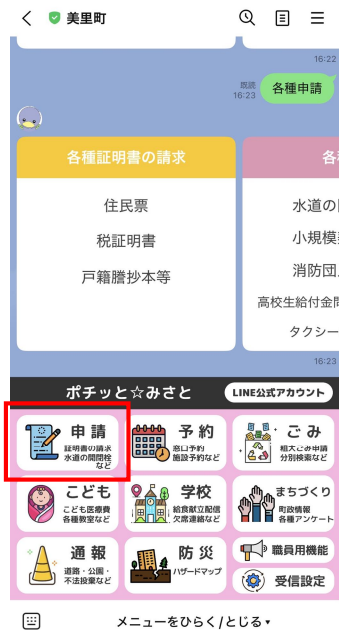 美里町
16:22
既読
16:23
各種申請
各種証明書の請求
各
住民票
税証明書
戸籍謄抄本等
水道の
小規模
消防団
高校生給付金
タクシー
16:23
ポチッと☆みさと
LINE公式アカウント
申請
証明書の請求
水道の開閉栓
など
予約
窓口予約
施設予約など
ごみ
粗大ごみ申請
分別検索など
こども
こども医療費
各種教室など
学校
給食献立配信
欠席連絡など
まちづくり
町政情報
各種アンケート
通報
道路・公園・
不法投棄など
防災
ハザードマップ
職員用機能
受信設定
メニューをひらく/とじる▾